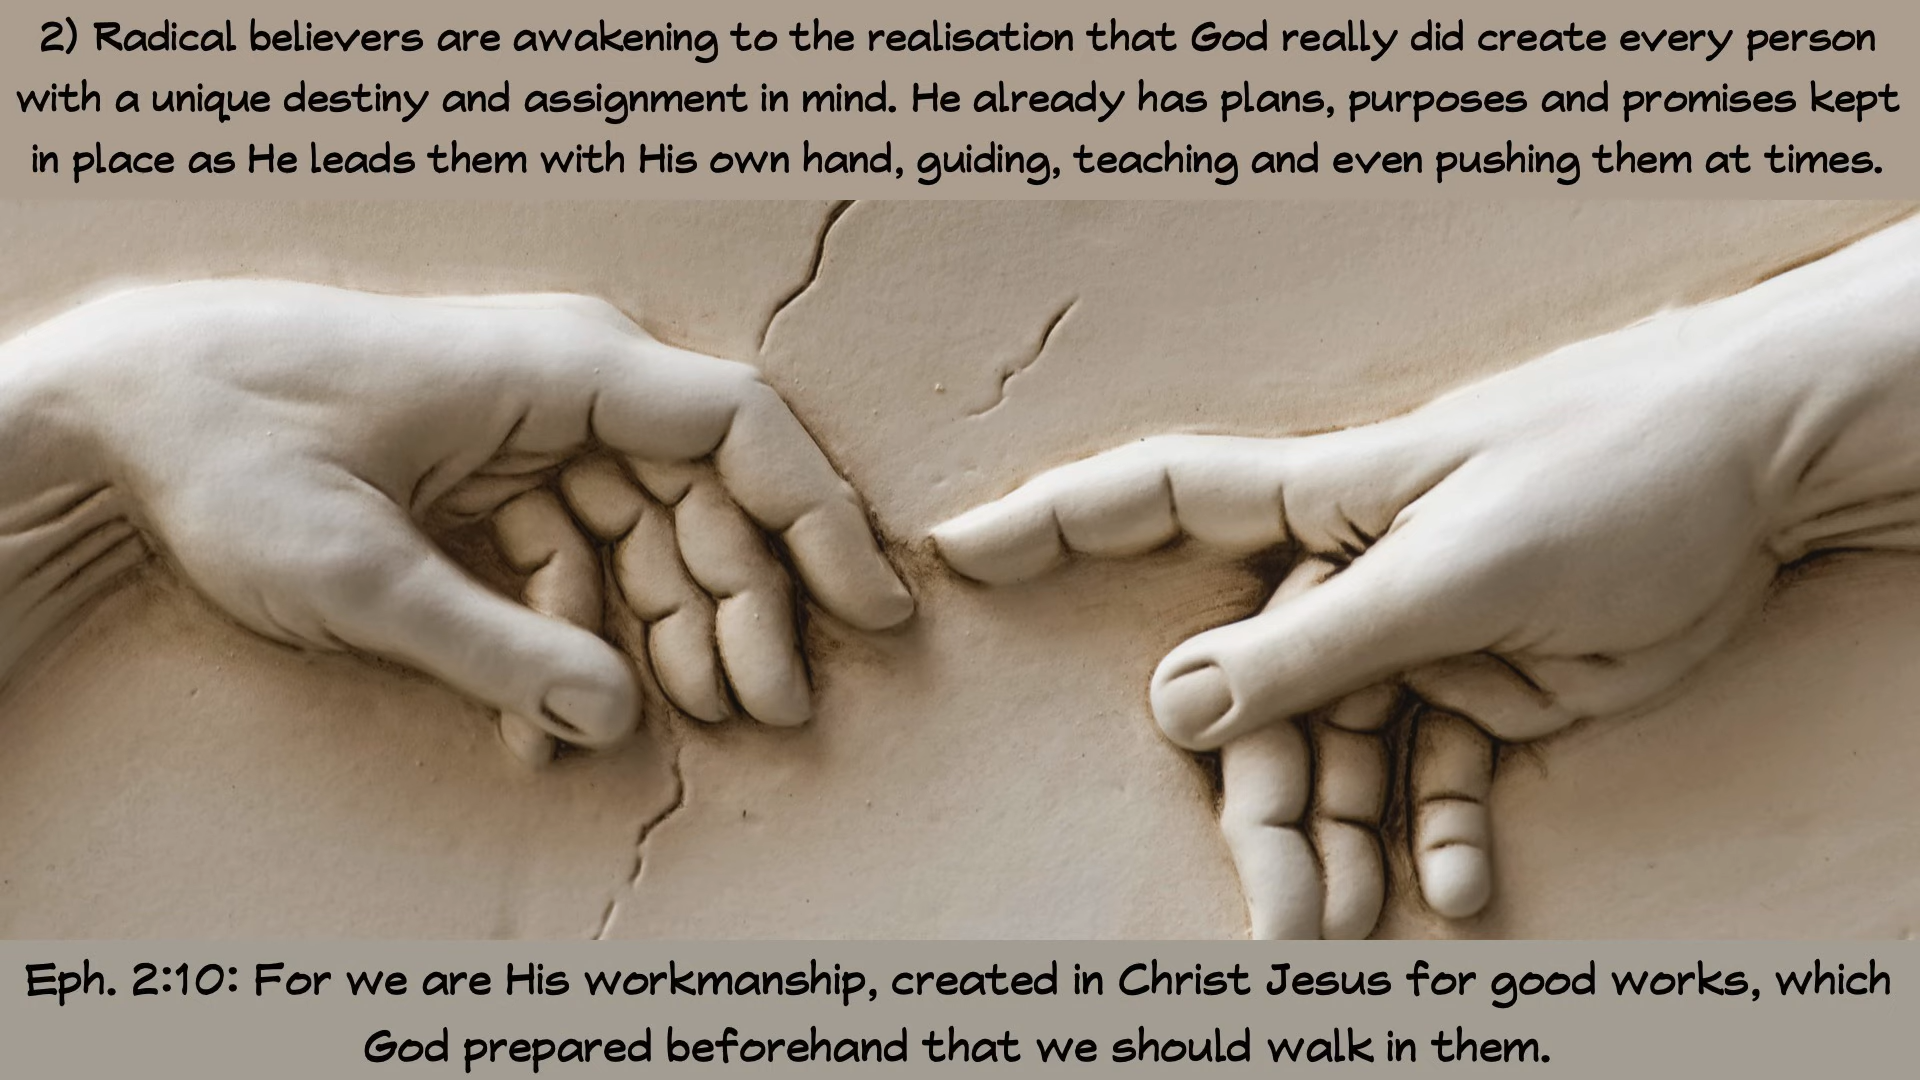 2) Radical believers are awakening to the realisation that God really did create every person
with a unique destiny and assignment in mind. He already has plans, purposes and promises kept
in place as He leads them with His own hand, guiding, teaching and even pushing them at times.
Eph. 2:10: For we are His workmanship, created in Christ Jesus for good works, which
God prepared beforehand that we should walk in them.